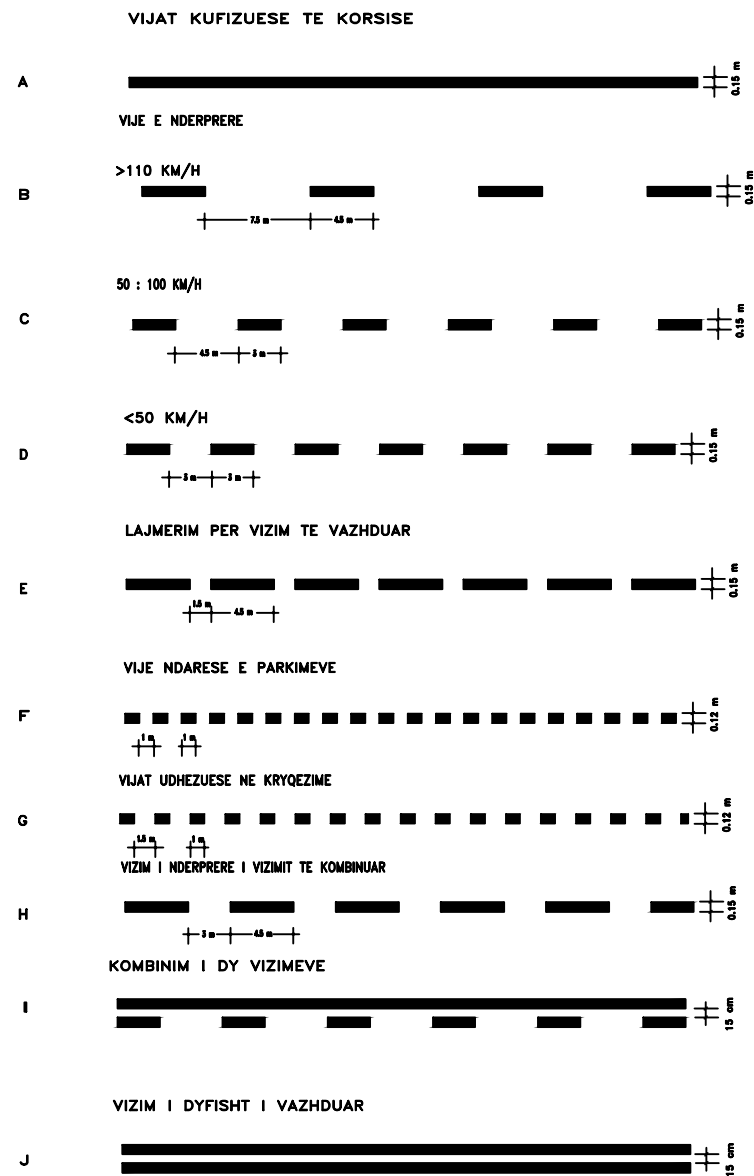 VIJAT KUFIZUESE TE KORSISE
A
0.15 m
VIJE E NDERPRERE
>110 KM/H
B
0.15 m
7.5 m 4.5 m
50 : 100 KM/H
C
0.15 m
4.5 m 3 m
<50 KM/H
D
0.15 m
3 m 3 m
LAJMERIM PER VIZIM TE VAZHDUAR
E
0.15 m
1.5 m 4.5 m
VIJE NDARESE E PARKIMEVE
F
0.12 m
1 m 1 m
VIJAT UDHEZUESE NE KRYQEZIME
G
0.12 m
1.5 m 1 m
VIZIM I NDERPRERE I VIZIMIT TE KOMBINUAR
H
0.15 m
3 m 4.5 m
KOMBINIM I DY VIZIMEVE
I
15 cm
VIZIM I DYFISHT I VAZHDUAR
J
15 cm